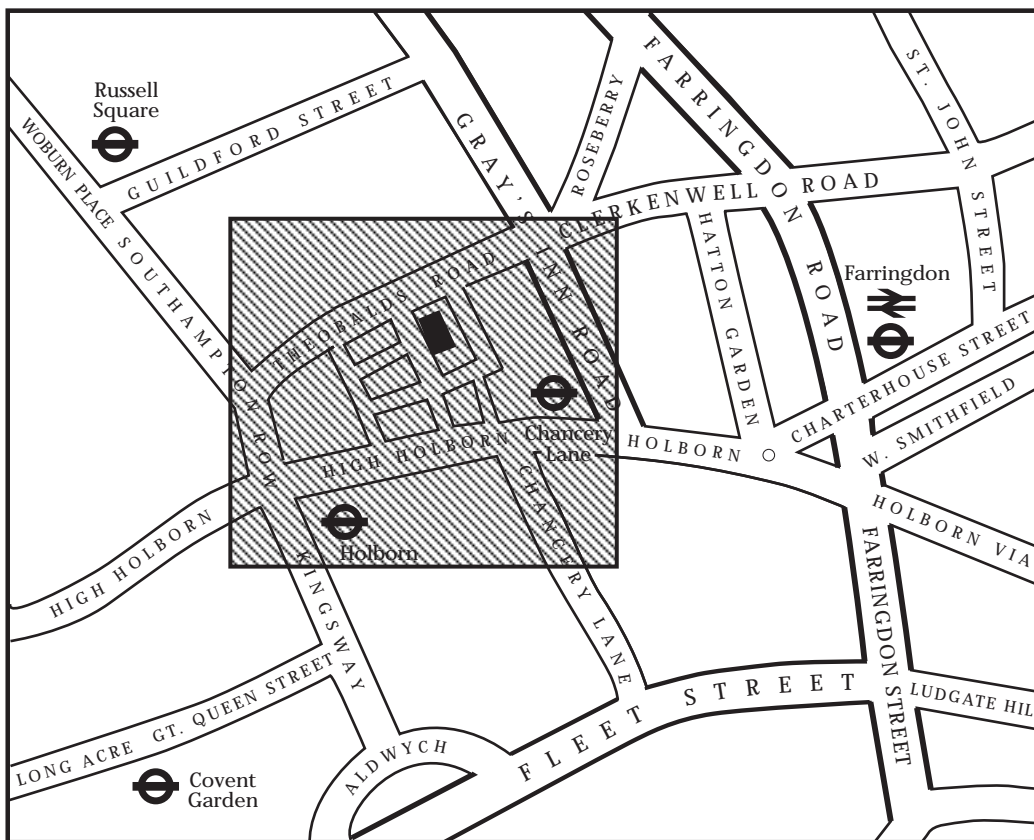 Russell
Square
WOBURN PLACE
SOUTHAMPTON ROW
GUILDFORD STREET
GRAY'S INN ROAD
ROSEBERRY
FARRINGDON ROAD
ST. JOHN STREET
CLERKENWELL ROAD
HATTON GARDEN
Farringdon
THEOBALDS ROAD
CHARTERHOUSE STREET
W. SMITHFIELD
Chancery
Lane
HIGH HOLBORN
HOLBORN
HOLBORN VIA
Holborn
HIGH HOLBORN
KINGSWAY
CHANCERY LANE
FARRINGDON STREET
LONG ACRE
GT. QUEEN STREET
ALDWYCH
FLEET STREET
LUDGATE HIL
Covent
Garden